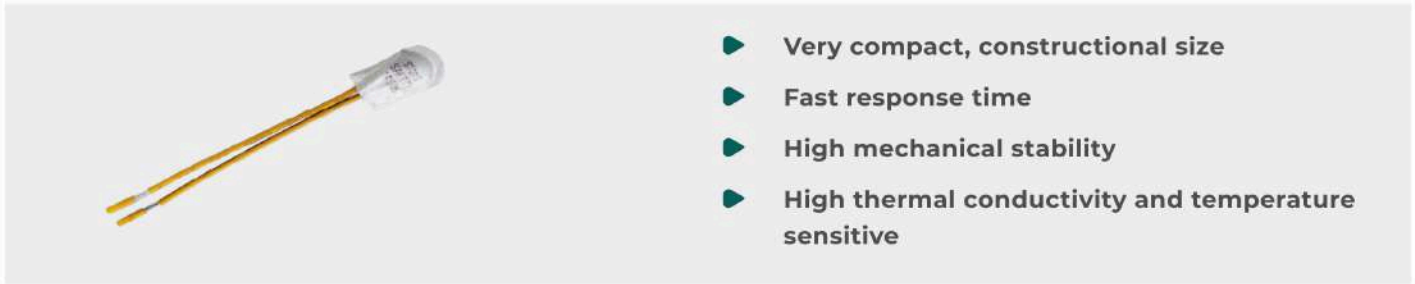 Very compact, constructional size
Fast response time
High mechanical stability
High thermal conductivity and temperature
sensitive